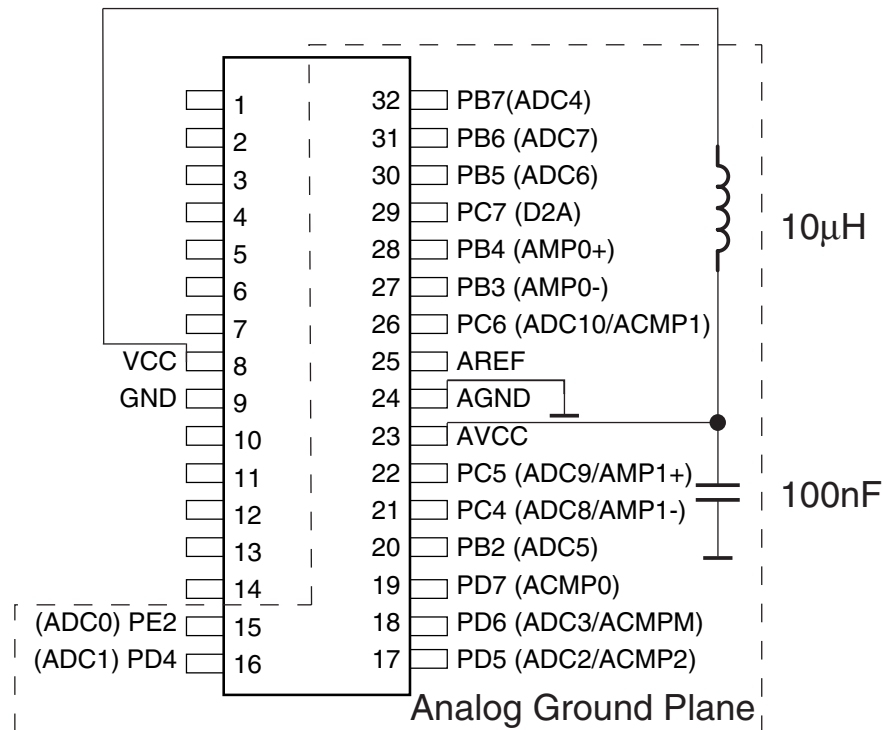 1 32 PB7(ADC4)
2 31 PB6 (ADC7)
3 30 PB5 (ADC6)
4 29 PC7 (D2A)
5 28 PB4 (AMP0+)
6 27 PB3 (AMP0-)
7 26 PC6 (ADC10/ACMP1)
VCC 8 25 AREF
GND 9 24 AGND
10 23 AVCC
11 22 PC5 (ADC9/AMP1+)
12 21 PC4 (ADC8/AMP1-)
13 20 PB2 (ADC5)
14 19 PD7 (ACMP0)
(ADC0) PE2 15 18 PD6 (ADC3/ACMPM)
(ADC1) PD4 16 17 PD5 (ADC2/ACMP2)
10μH
100nF
Analog Ground Plane